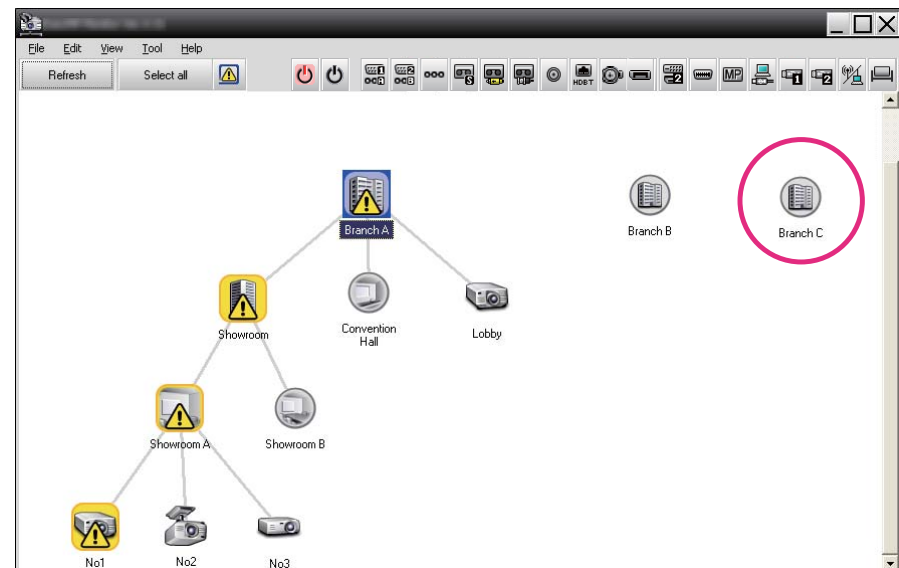 File Edit View Tool Help
Refresh Select all HDBT MP
Branch A
Branch B
Branch C
Showroom
Convention
Hall
Lobby
Showroom A
Showroom B
No1
No2
No3